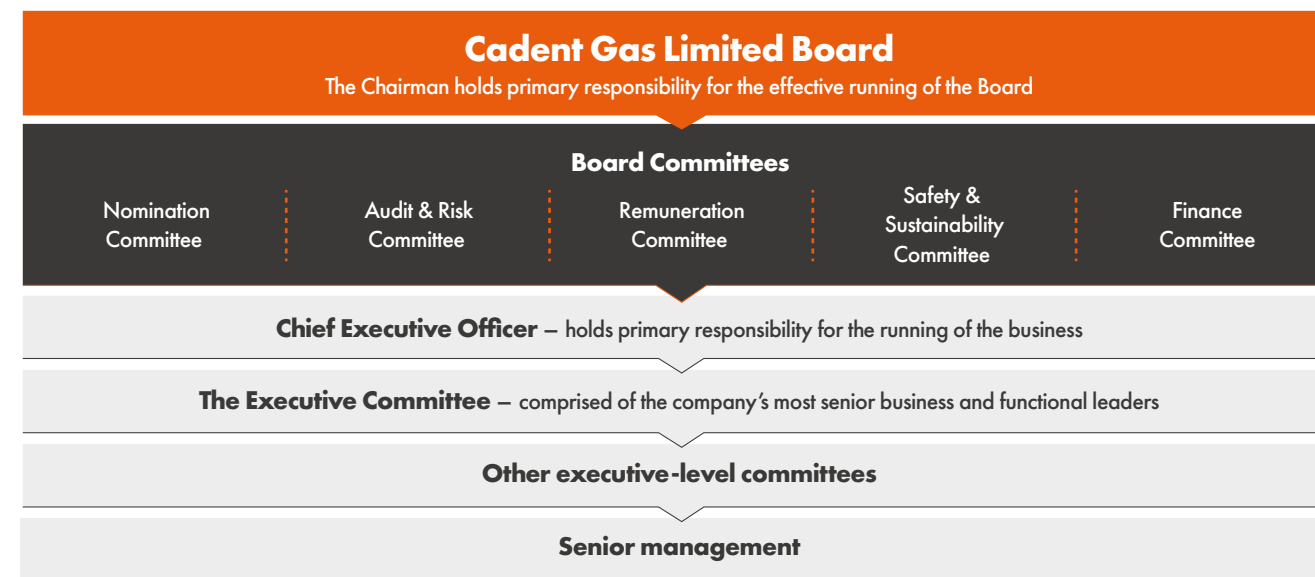 Cadent Gas Limited Board
The Chairman holds primary responsibility for the effective running of the Board
Board Committees
Nomination
Committee
Audit & Risk
Committee
Remuneration
Committee
Safety &
Sustainability
Committee
Finance
Committee
Chief Executive Officer – holds primary responsibility for the running of the business
The Executive Committee – comprised of the company’s most senior business and functional leaders
Other executive-level committees
Senior management